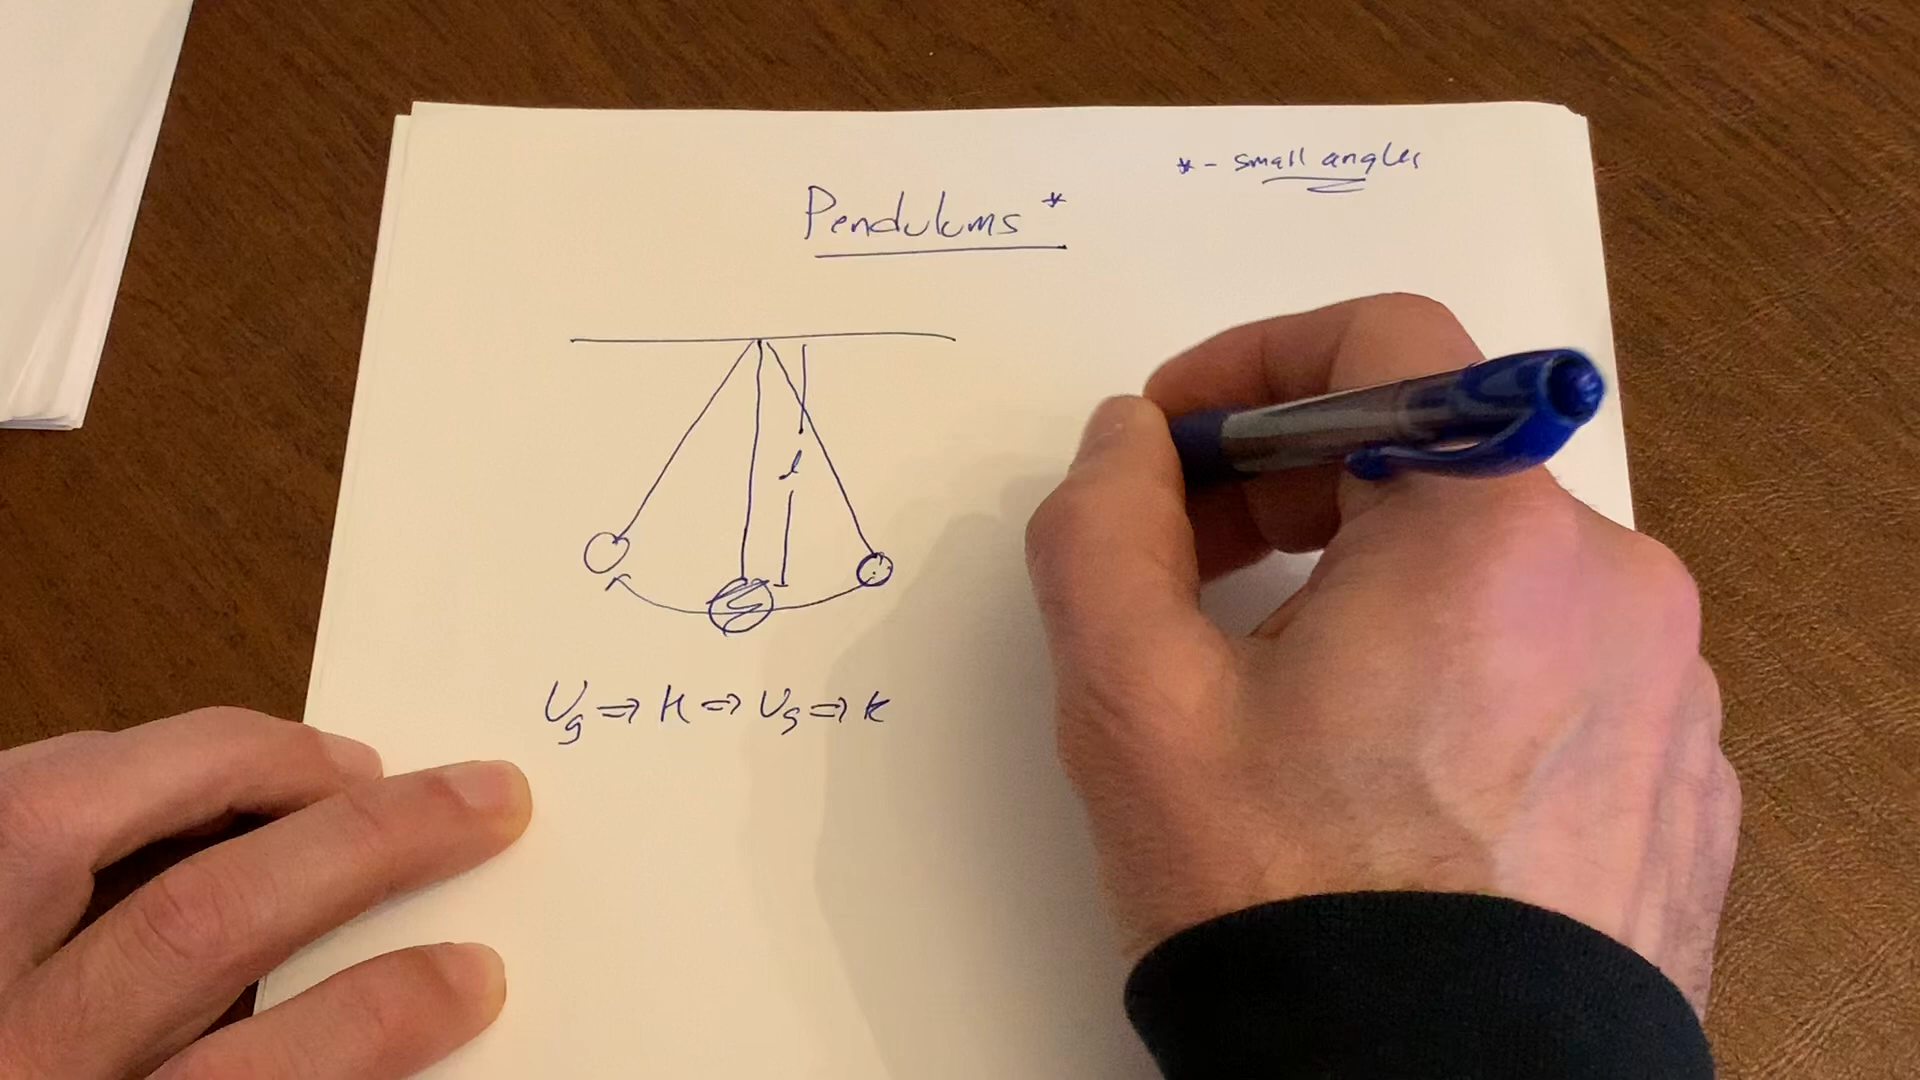 * - small angles
Pendulums *
l
Ug ⇒ K ⇒ Ug ⇒ K